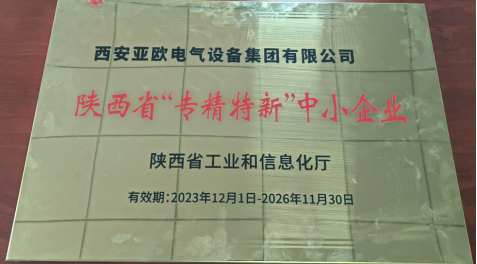 西安亚欧电气设备集团有限公司
陕西省“专精特新”中小企业
陕西省工业和信息化厅
有效期:2023年12月1日-2026年11月30日